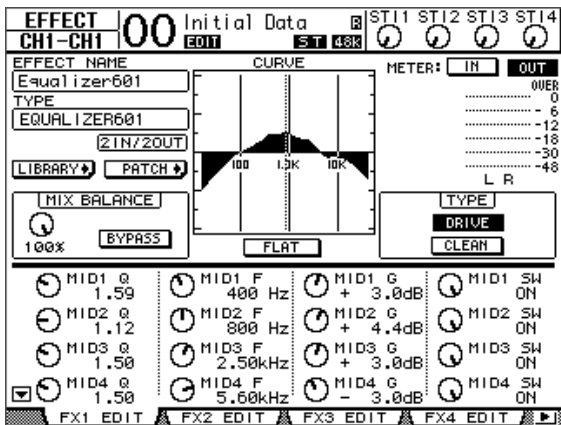 EFFECT 00 Initial Data ST1 ST2 ST3 ST4
CH1-CH1 EDIT ST 48K
EFFECT NAME CURVE METER: IN OUT
Equalizer601
TYPE
EQUALIZER601
2IN/2OUT
LIBRARY PATCH
OVER
0
- 6
-12
-18
-30
-48
L R
100 1.0K 10K
MIX BALANCE
100% BYPASS
FLAT
TYPE
DRIVE
CLEAN
MID1 Q 1.59 MID1 F 400 Hz MID1 G + 3.0dB MID1 SW ON
MID2 Q 1.12 MID2 F 800 Hz MID2 G + 4.4dB MID2 SW ON
MID3 Q 1.50 MID3 F 2.50kHz MID3 G + 3.0dB MID3 SW ON
MID4 Q 1.50 MID4 F 5.60kHz MID4 G - 3.0dB MID4 SW ON
FX1 EDIT FX2 EDIT FX3 EDIT FX4 EDIT